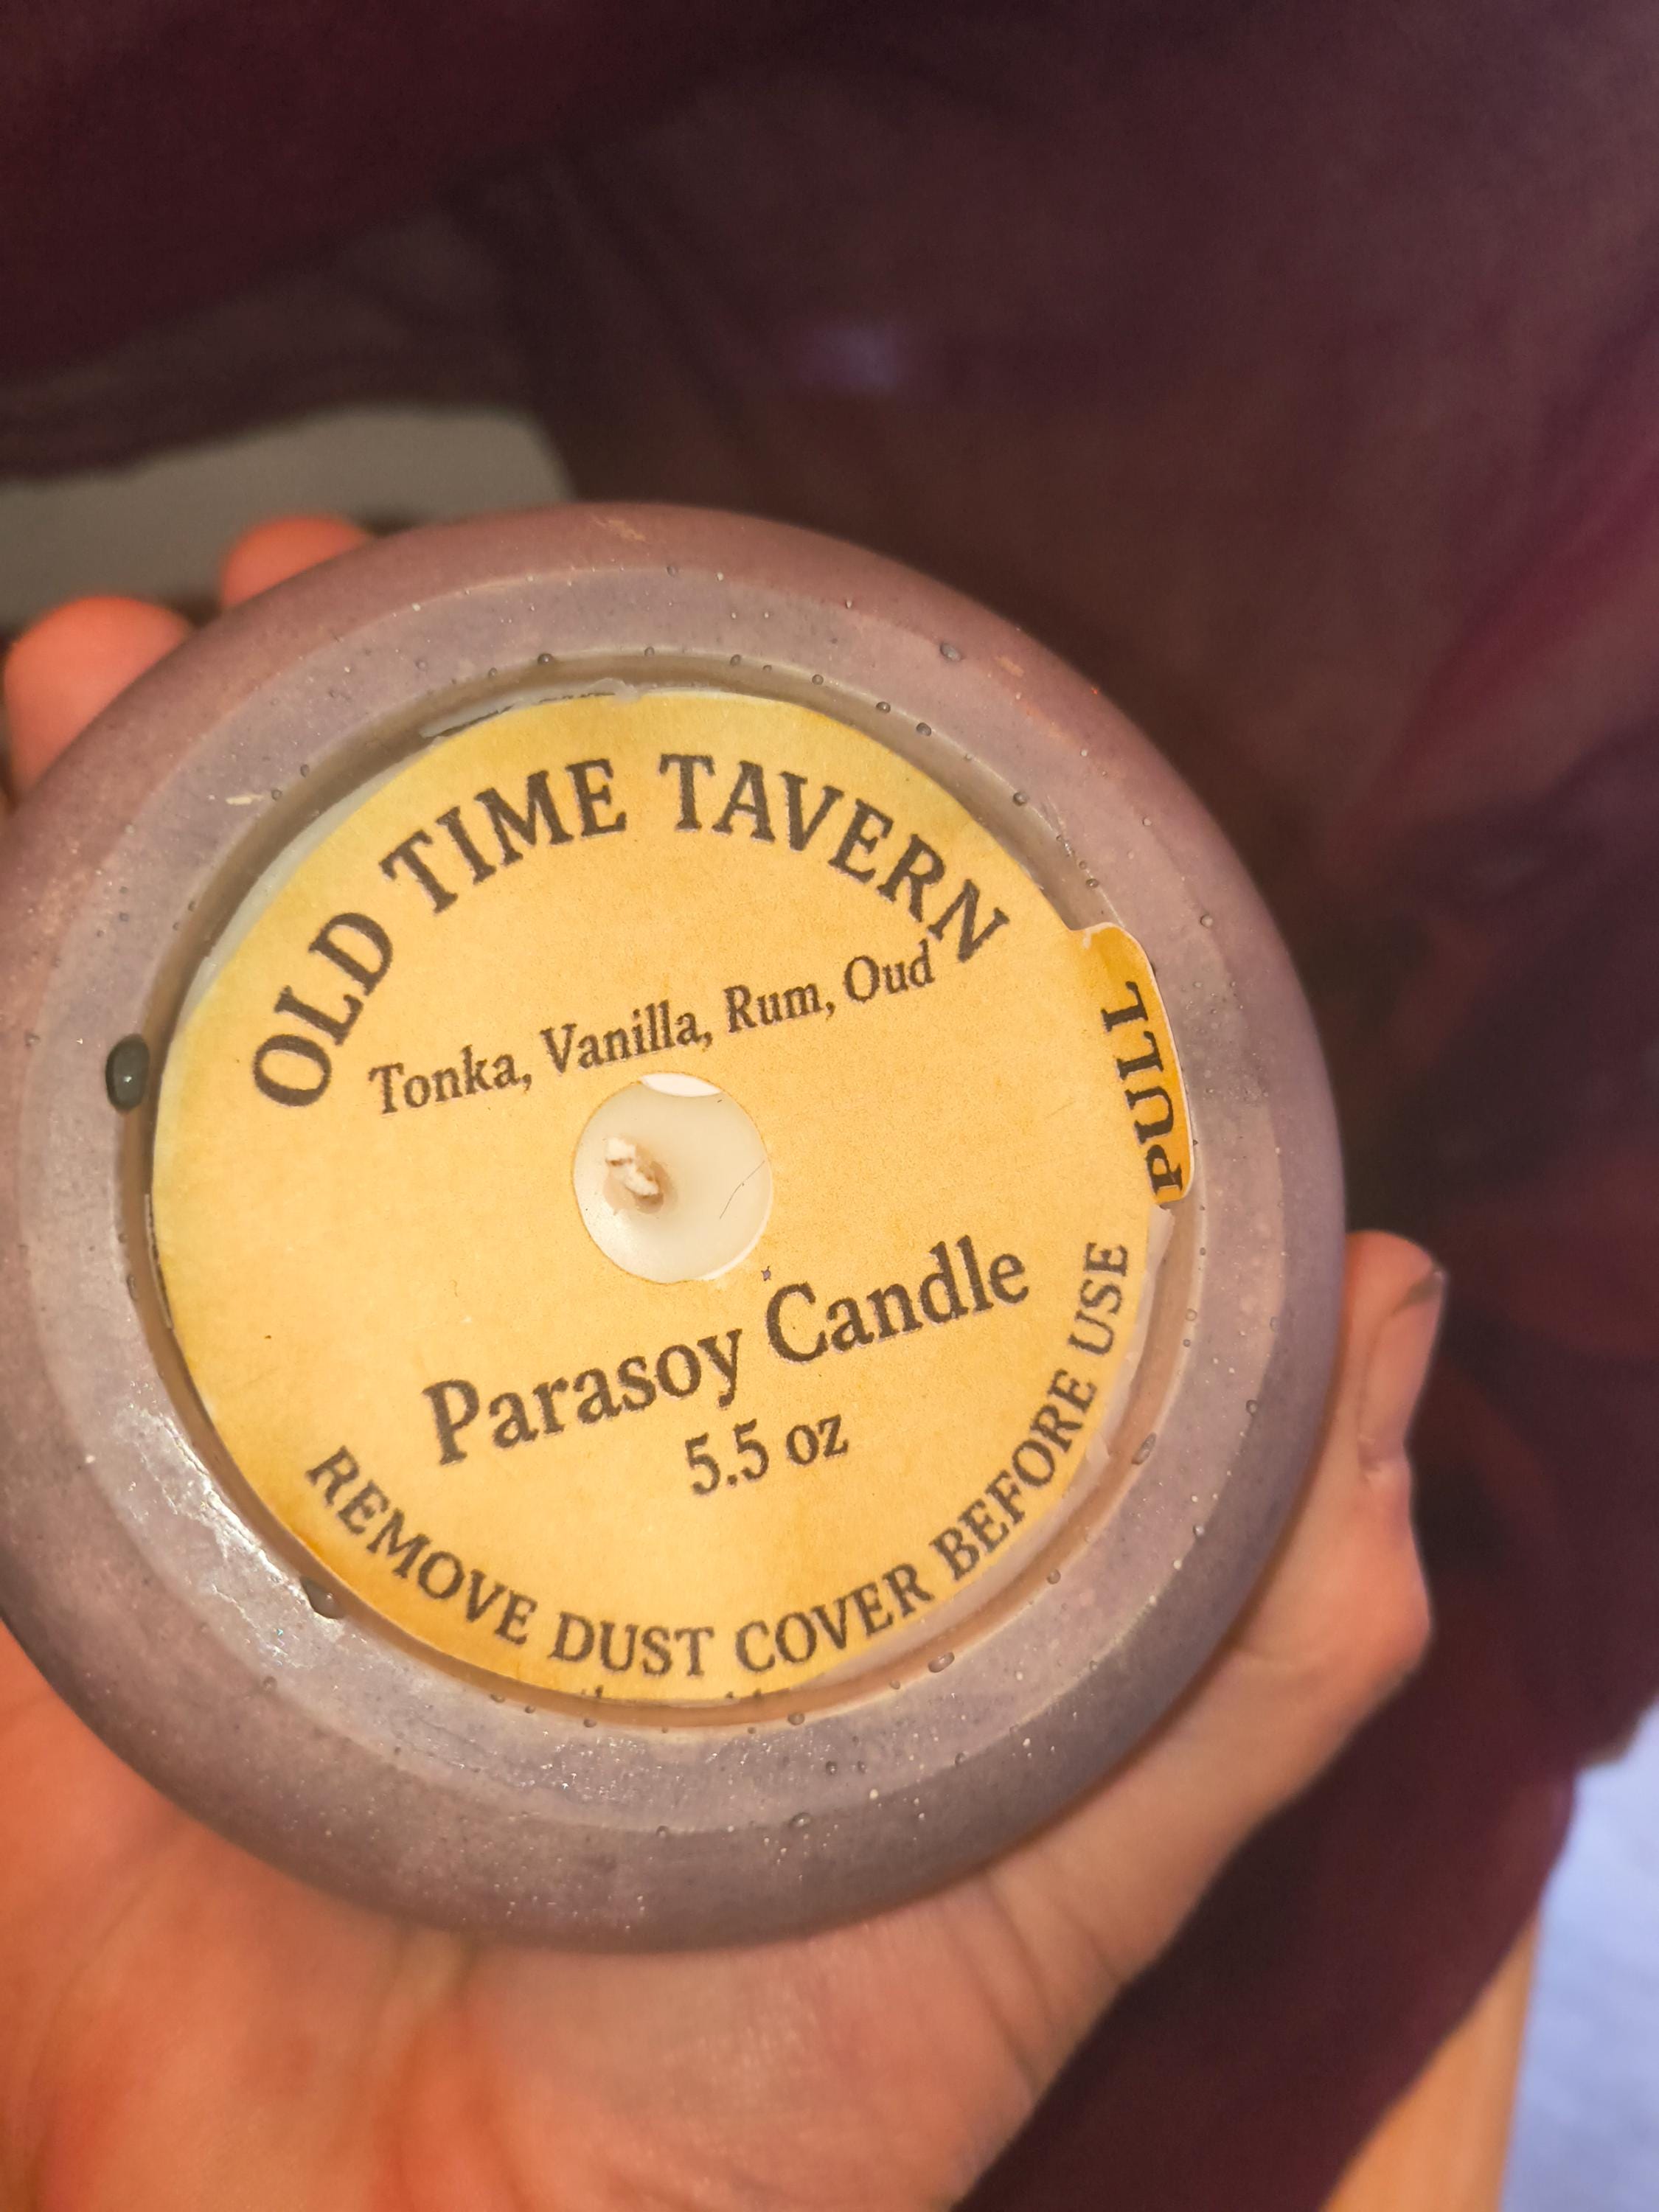 OLD TIME TAVERN
Tonka, Vanilla, Rum, Oud
PULL
Parasoy Candle
5.5 oz
REMOVE DUST COVER BEFORE USE